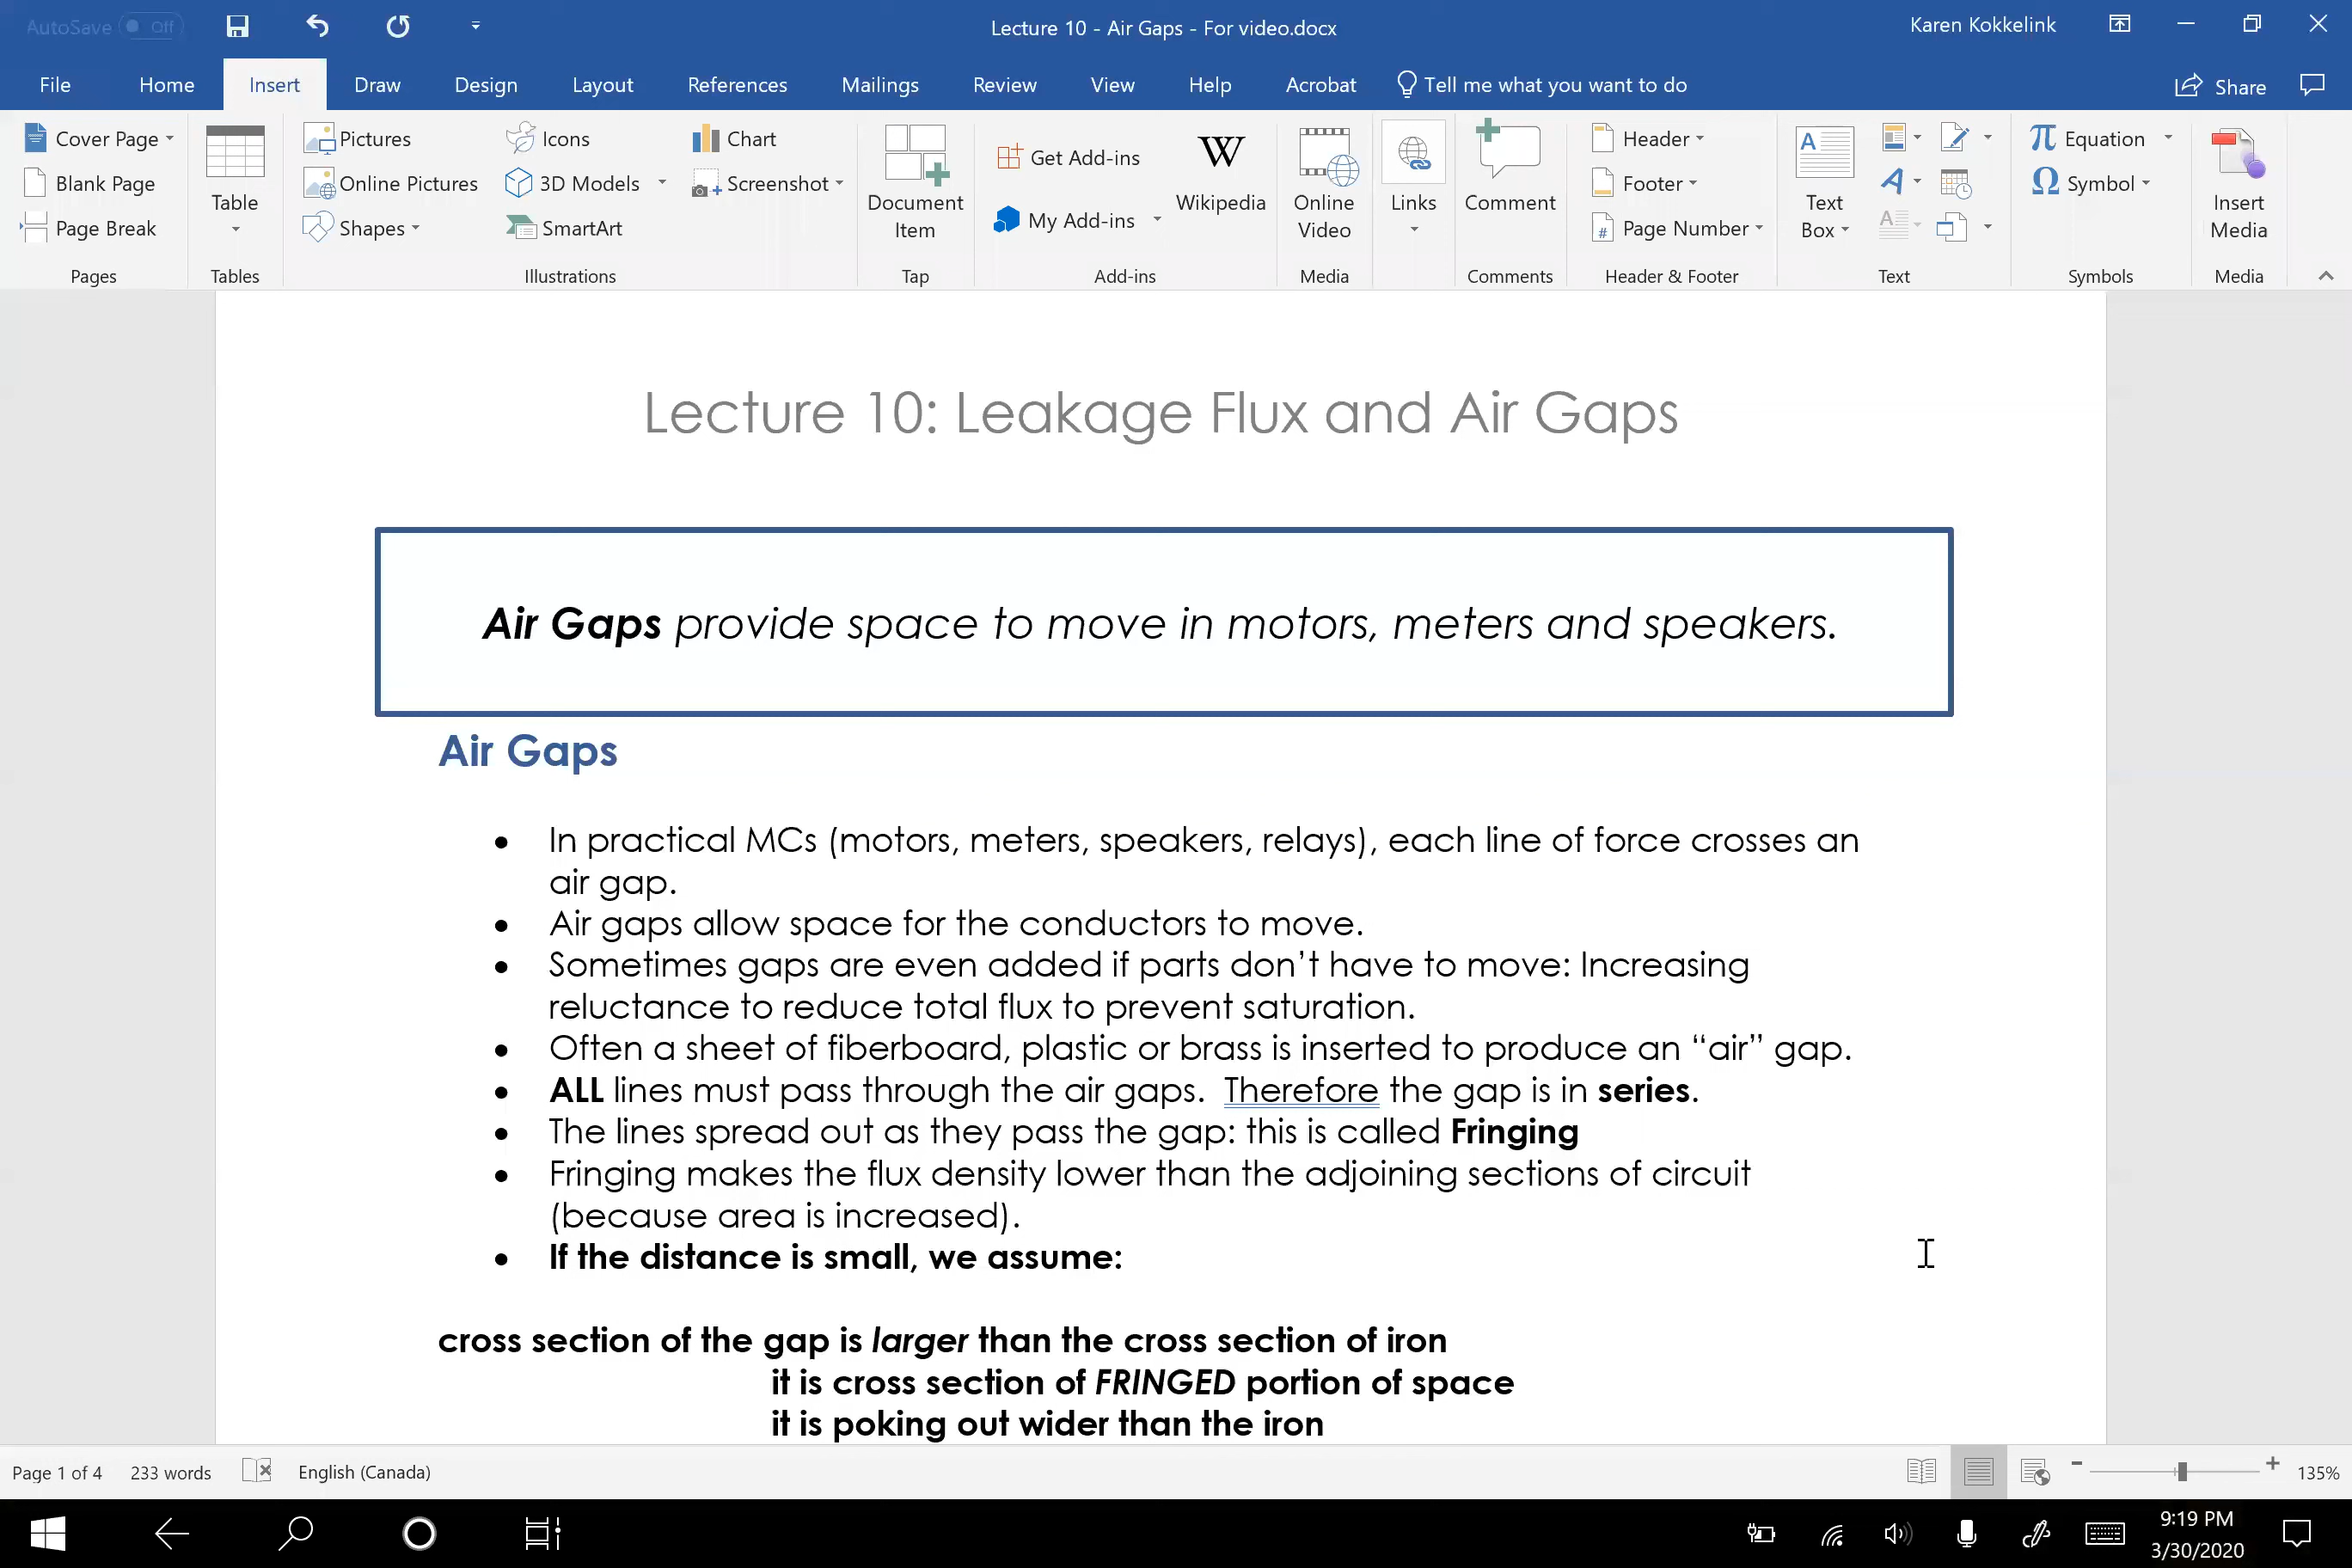 AutoSave Off
Lecture 10 - Air Gaps - For video.docx
Karen Kokkelink
File Home Insert Draw Design Layout References Mailings Review View Help Acrobat Tell me what you want to do Share
Cover Page
Blank Page
Page Break
Pages
Table
Tables
Pictures
Online Pictures
Shapes
Icons
3D Models
SmartArt
Chart
Screenshot
Illustrations
Document
Item
Tap
Get Add-ins
My Add-ins
Wikipedia
Add-ins
Online
Video
Media
Links
Comment
Comments
Header
Footer
Page Number
Header & Footer
Text
Box
Text
Equation
Symbol
Symbols
Insert
Media
Media
Lecture 10: Leakage Flux and Air Gaps
Air Gaps provide space to move in motors, meters and speakers.
Air Gaps
• In practical MCs (motors, meters, speakers, relays), each line of force crosses an
air gap.
• Air gaps allow space for the conductors to move.
• Sometimes gaps are even added if parts don’t have to move: Increasing
reluctance to reduce total flux to prevent saturation.
• Often a sheet of fiberboard, plastic or brass is inserted to produce an “air” gap.
• ALL lines must pass through the air gaps. Therefore the gap is in series.
• The lines spread out as they pass the gap: this is called Fringing
• Fringing makes the flux density lower than the adjoining sections of circuit
(because area is increased).
• If the distance is small, we assume:
cross section of the gap is larger than the cross section of iron
it is cross section of FRINGED portion of space
it is poking out wider than the iron
Page 1 of 4 233 words English (Canada) 135%
9:19 PM
3/30/2020